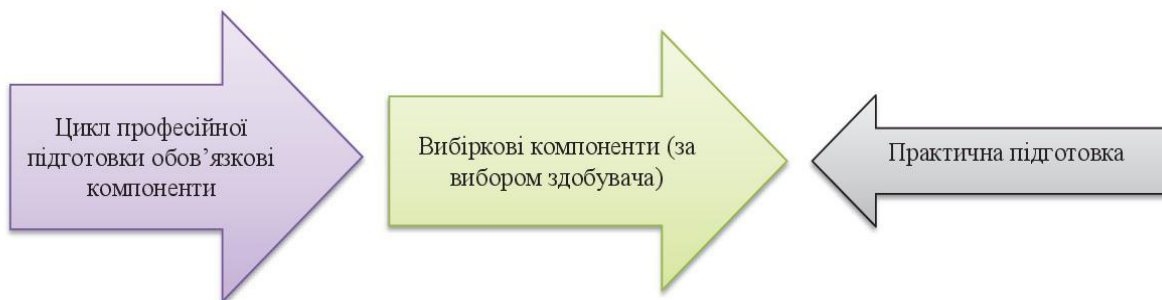 Цикл професійної
підготовки обов’язкові
компоненти
Вибіркові компоненти (за
вибором здобувача)
Практична підготовка